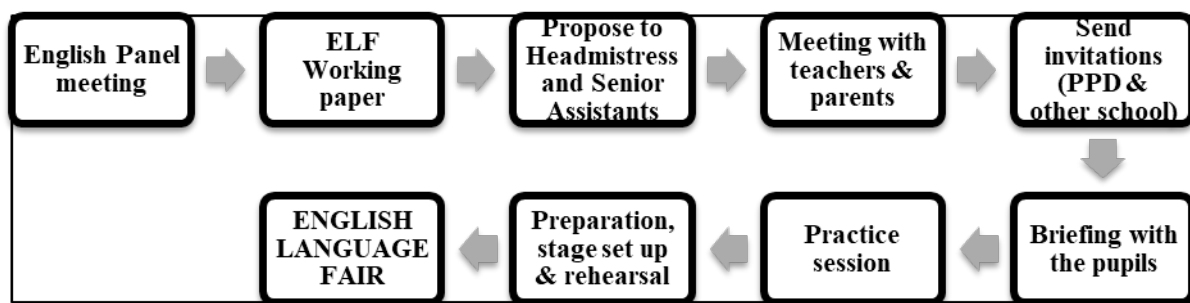 English Panel
meeting
ELF
Working
paper
Propose to
Headmistress
and Senior
Assistants
Meeting with
teachers &
parents
Send
invitations
(PPD &
other school)
Briefing with
the pupils
Practice
session
Preparation,
stage set up
& rehearsal
ENGLISH
LANGUAGE
FAIR